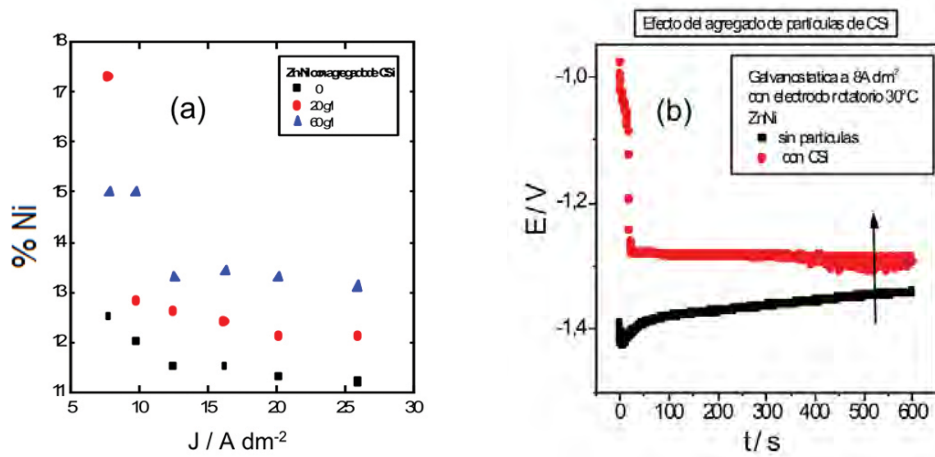 (a)
ZnNi con agregado de CSi
0
20 g/l
60 g/l
18
17
16
15
14
13
12
11
% Ni
5
10
15
20
25
30
J / A dm-2
Efecto del agregado de partículas de CSi
(b)
Galvanostatica a 8A dm2
con electrodo rotatorio 30°C
ZnNi
sin partículas
con CSi
-1,0
-1,2
-1,4
E / V
0
100
200
300
400
500
600
t / s